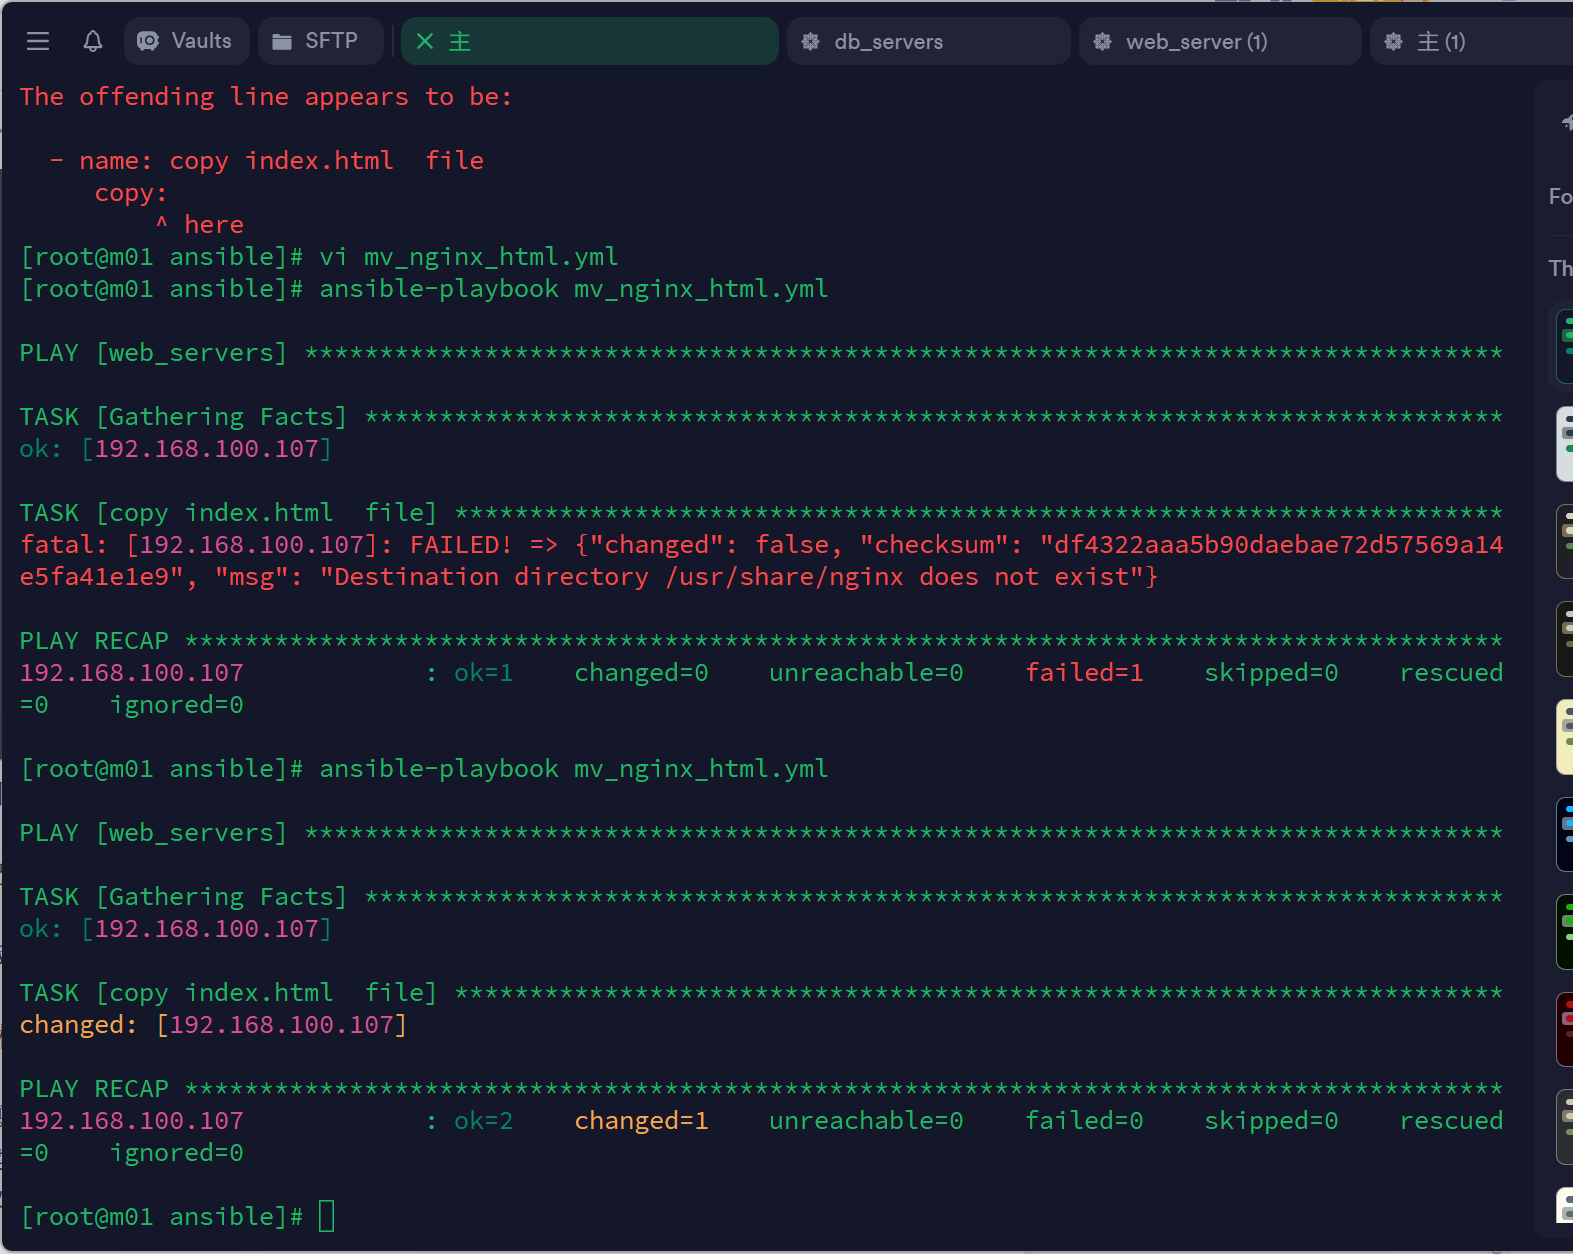 Vaults SFTP 主 db_servers web_server (1) 主 (1)
The offending line appears to be:
- name: copy index.html  file
copy:
^ here
[root@m01 ansible]# vi mv_nginx_html.yml
[root@m01 ansible]# ansible-playbook mv_nginx_html.yml
PLAY [web_servers] ********************************************************************************
TASK [Gathering Facts] ****************************************************************************
ok: [192.168.100.107]
TASK [copy index.html  file] **********************************************************************
fatal: [192.168.100.107]: FAILED! => {"changed": false, "checksum": "df4322aaa5b90daebae72d57569a14
e5fa41e1e9", "msg": "Destination directory /usr/share/nginx does not exist"}
PLAY RECAP ****************************************************************************************
192.168.100.107 : ok=1 changed=0 unreachable=0 failed=1 skipped=0 rescued
=0 ignored=0
[root@m01 ansible]# ansible-playbook mv_nginx_html.yml
PLAY [web_servers] ********************************************************************************
TASK [Gathering Facts] ****************************************************************************
ok: [192.168.100.107]
TASK [copy index.html  file] **********************************************************************
changed: [192.168.100.107]
PLAY RECAP ****************************************************************************************
192.168.100.107 : ok=2 changed=1 unreachable=0 failed=0 skipped=0 rescued
=0 ignored=0
[root@m01 ansible]#
Fo
Th